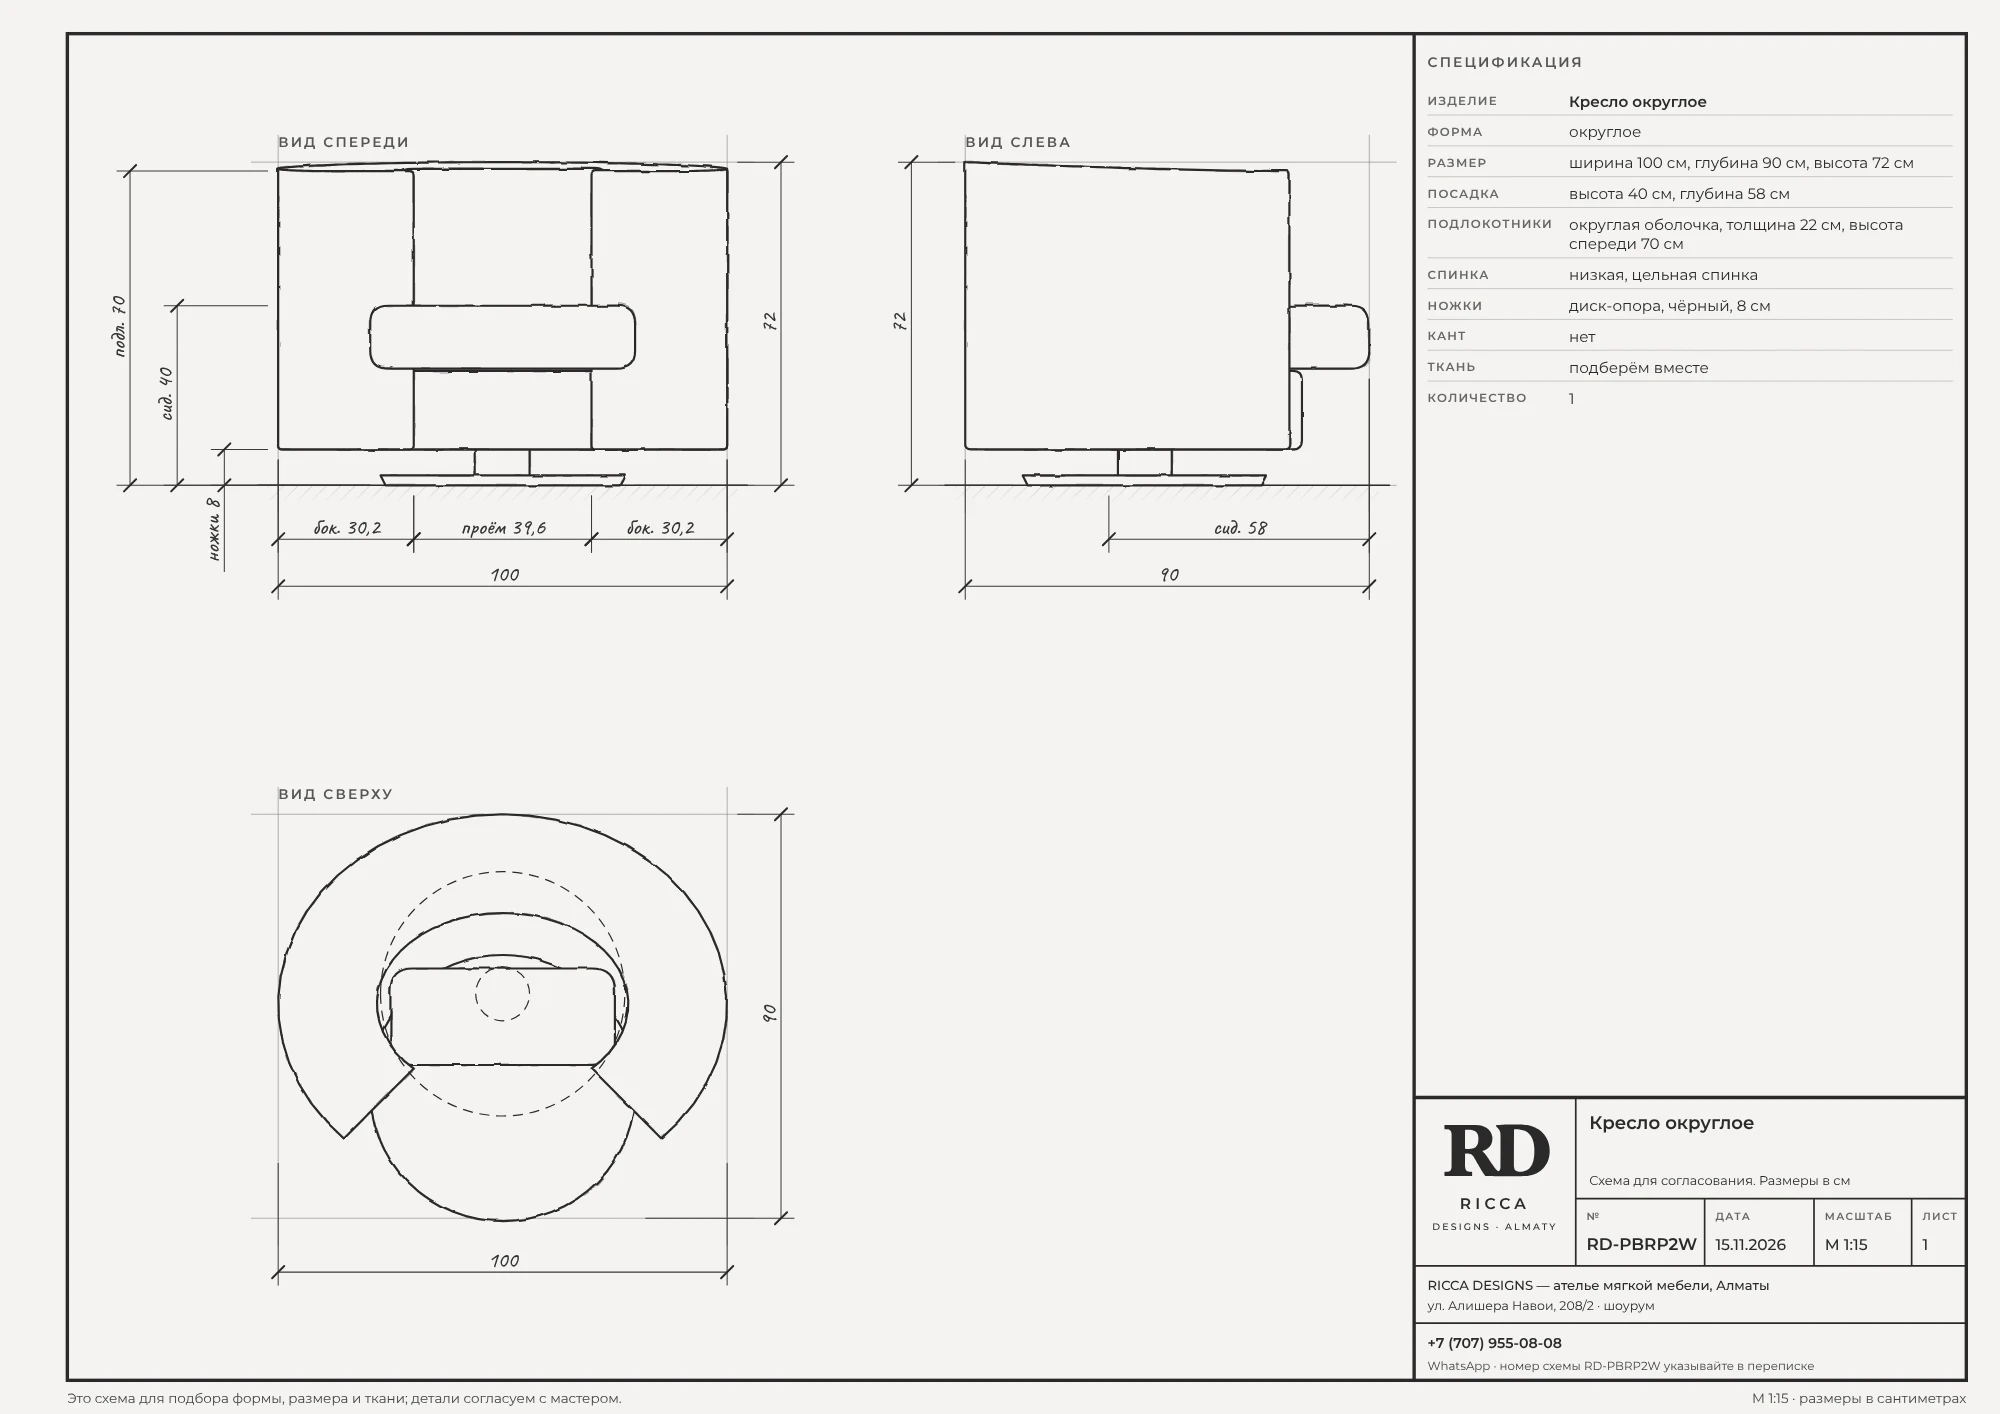 ВИД СПЕРЕДИ
подл. 70
сид. 40
ножки 8
72
бок. 30,2
проём 39,6
бок. 30,2
100
ВИД СЛЕВА
72
сид. 58
90
ВИД СВЕРХУ
90
100
СПЕЦИФИКАЦИЯ
ИЗДЕЛИЕ Кресло округлое
ФОРМА округлое
РАЗМЕР ширина 100 см, глубина 90 см, высота 72 см
ПОСАДКА высота 40 см, глубина 58 см
ПОДЛОКОТНИКИ округлая оболочка, толщина 22 см, высота
спереди 70 см
СПИНКА низкая, цельная спинка
НОЖКИ диск-опора, чёрный, 8 см
КАНТ нет
ТКАНЬ подберём вместе
КОЛИЧЕСТВО 1
RD
RICCA
DESIGNS · ALMATY
Кресло округлое
Схема для согласования. Размеры в см
№ ДАТА МАСШТАБ ЛИСТ
RD-PBRP2W 15.11.2026 М 1:15 1
RICCA DESIGNS — ателье мягкой мебели, Алматы
ул. Алишера Навои, 208/2 · шоурум
+7 (707) 955-08-08
WhatsApp · номер схемы RD-PBRP2W указывайте в переписке
Это схема для подбора формы, размера и ткани; детали согласуем с мастером.
М 1:15 · размеры в сантиметрах